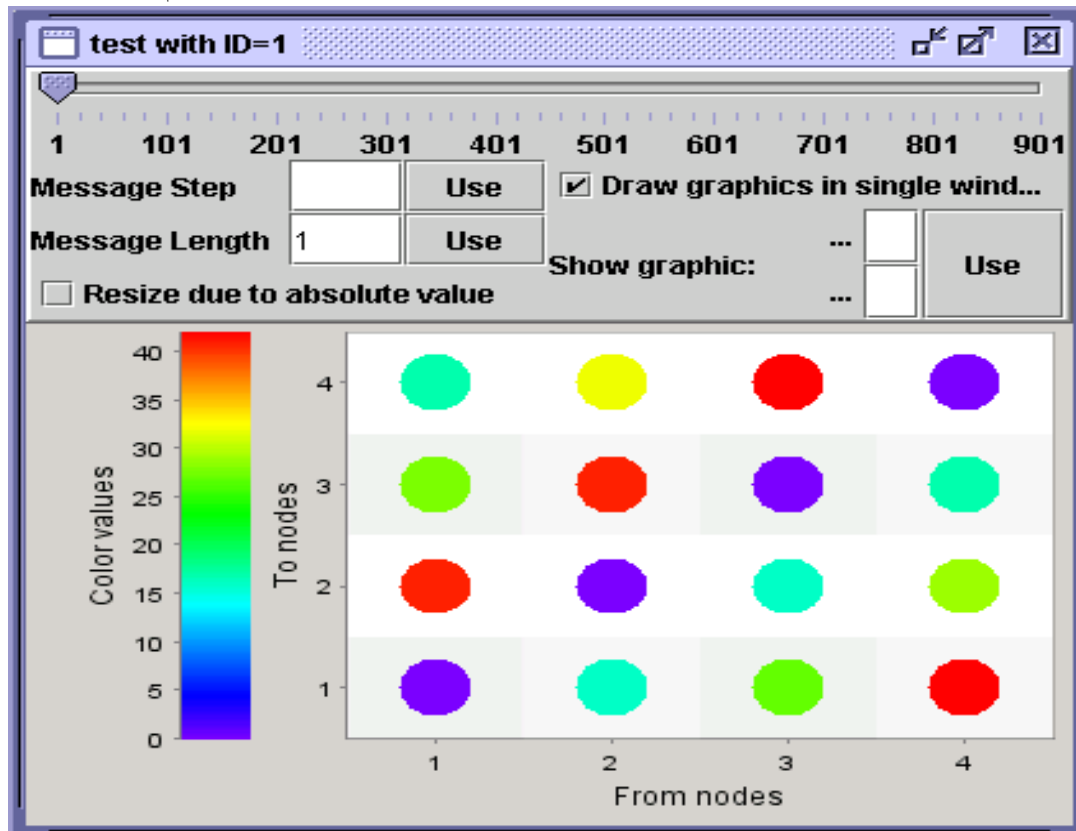 test with ID=1
1 101 201 301 401 501 601 701 801 901
Message Step Use Draw graphics in single wind...
Message Length 1 Use
Show graphic: ... ... Use
Resize due to absolute value
Color values
40
35
30
25
20
15
10
5
0
To nodes
4
3
2
1
1 2 3 4
From nodes